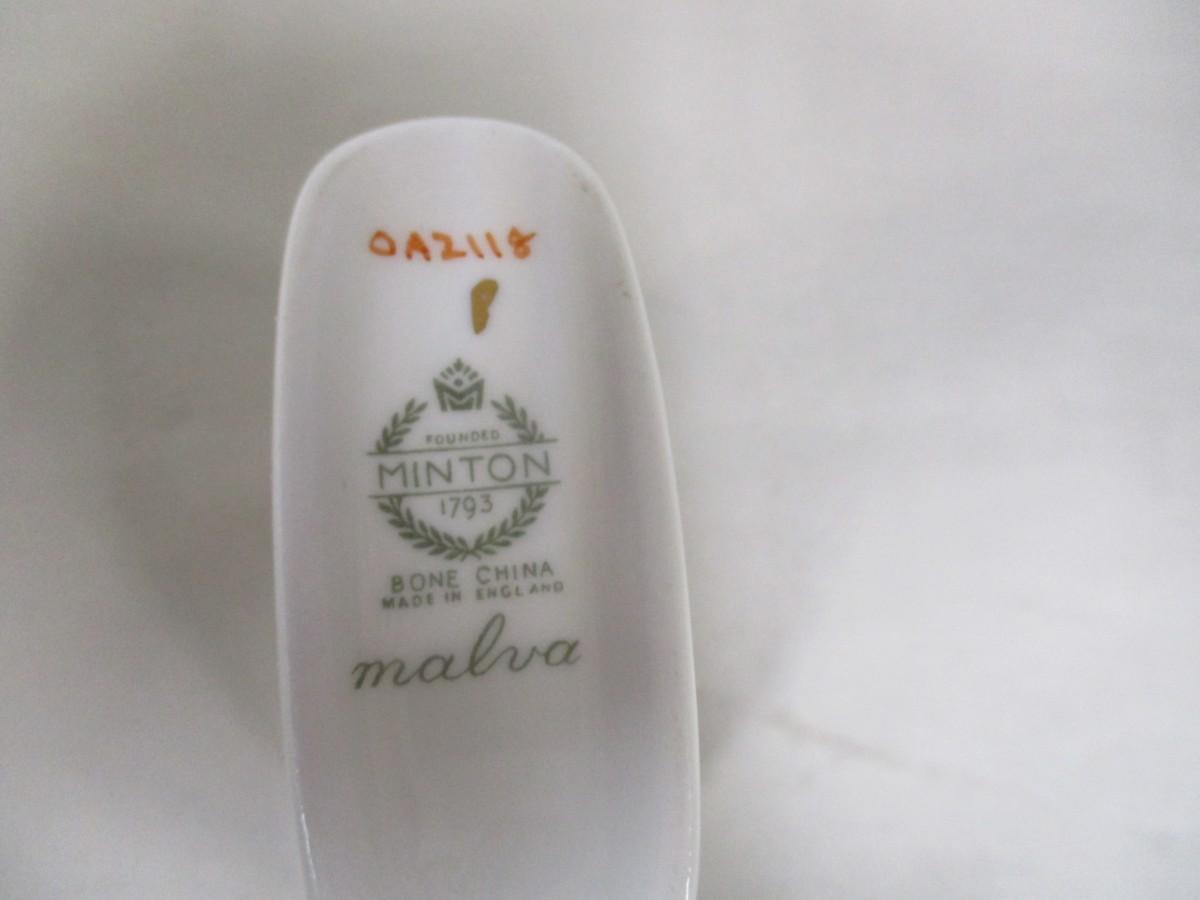 OA2118
FOUNDED
MINTON
1793
BONE CHINA
MADE IN ENGLAND
malva